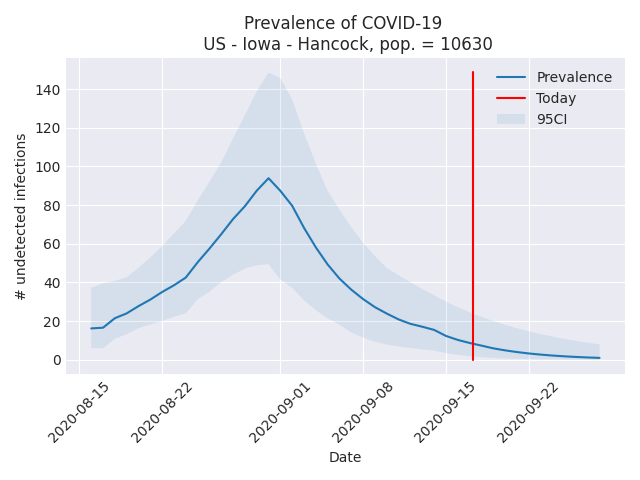 Prevalence of COVID-19
US - Iowa - Hancock, pop. = 10630
Prevalence
Today
95CI
# undetected infections
140
120
100
80
60
40
20
0
2020-08-15
2020-08-22
2020-09-01
2020-09-08
2020-09-15
2020-09-22
Date